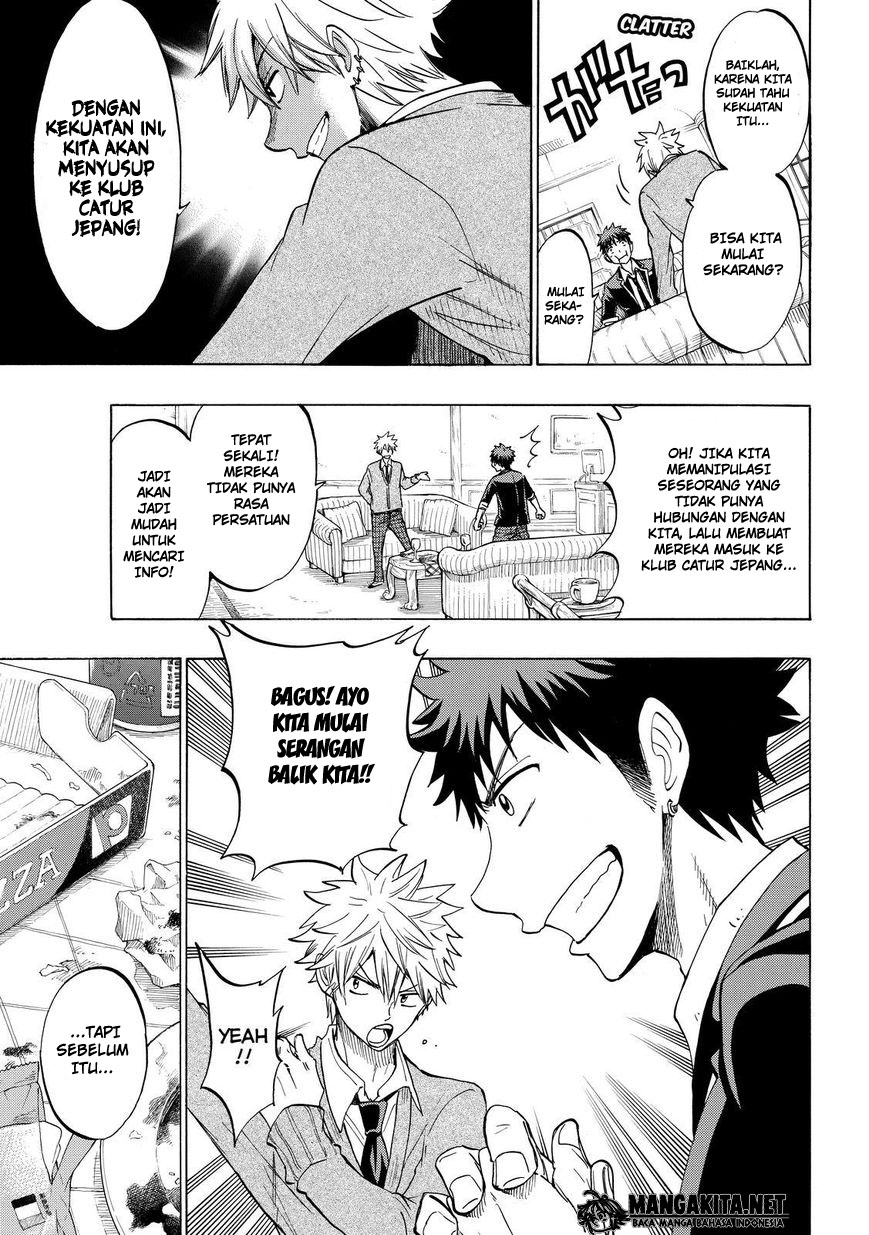 CLATTER
ガタっ
BAIKLAH,
KARENA KITA
SUDAH TAHU
KEKUATAN
ITU...
BISA KITA
MULAI
SEKARANG?
MULAI
SEKA-
RANG?
DENGAN
KEKUATAN INI,
KITA AKAN
MENYUSUP
KE KLUB
CATUR
JEPANG!
OH! JIKA KITA
MEMANIPULASI
SESEORANG YANG
TIDAK PUNYA
HUBUNGAN DENGAN
KITA, LALU MEMBUAT
MEREKA MASUK KE
KLUB CATUR JEPANG...
TEPAT
SEKALI!
MEREKA
TIDAK PUNYA
RASA
PERSATUAN
JADI
AKAN
JADI
MUDAH
UNTUK
MENCARI
INFO!
BAGUS! AYO
KITA MULAI
SERANGAN
BALIK KITA!!
YEAH
!!
P
ZZA
...TAPI
SEBELUM
ITU...
MANGAKITA.NET
BACA MANGA BAHASA INDONESIA